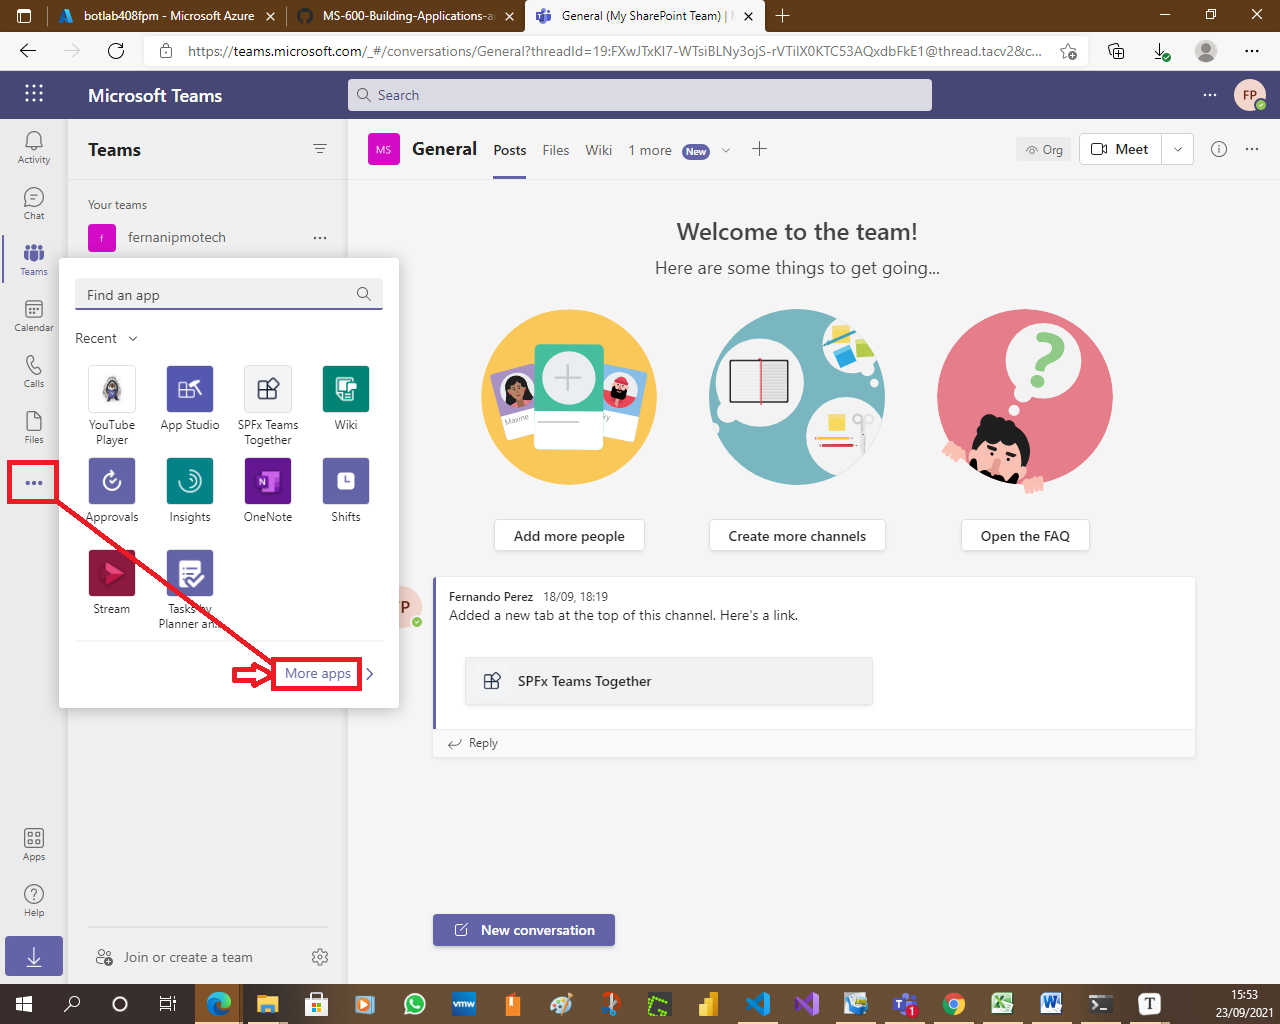 botlab408fpm - Microsoft Azure
MS-600-Building-Applications-a
General (My SharePoint Team) |
https://teams.microsoft.com/_#/conversations/General?threadId=19:FXwJTxKl7-WTsiBLNy3ojS-rVTilX0KTC53AQxdbFkE1@thread.tacv2&c...
Microsoft Teams
Search
FP
Activity
Chat
Teams
Calendar
Calls
Files
Apps
Help
Teams
Your teams
f
fernanipmotech
Find an app
Recent
YouTube Player
App Studio
SPFx Teams Together
Wiki
Approvals
Insights
N
OneNote
Shifts
Stream
Tasks by Planner an...
More apps
Join or create a team
MS
General
Posts
Files
Wiki
1 more
New
Org
Meet
Welcome to the team!
Here are some things to get going...
Maxine
Add more people
Create more channels
Open the FAQ
P
Fernando Perez 18/09, 18:19
Added a new tab at the top of this channel. Here's a link.
SPFx Teams Together
Reply
New conversation
vmw
1
T
15:53
23/09/2021